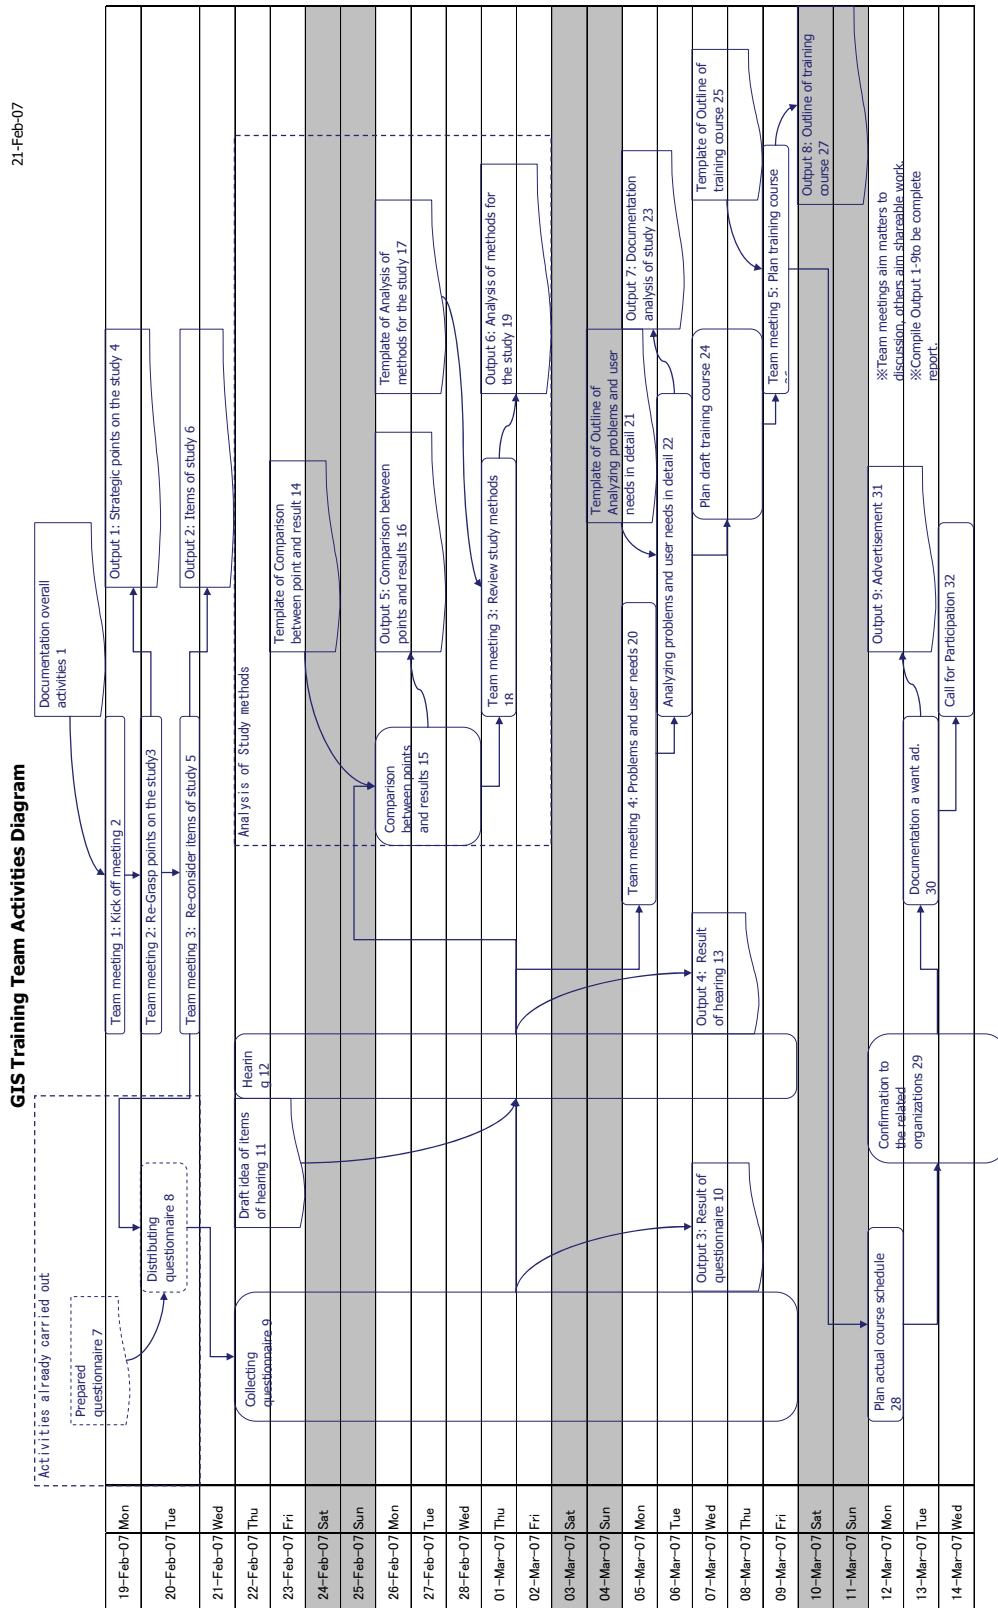 GIS Training Team Activities Diagram
21-Feb-07
Activities already carried out
Prepared
questionnaire 7
Distributing
questionnaire 8
Documentation overall
activities 1
19-Feb-07 Mon
Team meeting 1: Kick off meeting 2
20-Feb-07 Tue
Team meeting 2: Re-Grasp points on the study3
Output 1: Strategic points on the study 4
21-Feb-07 Wed
Team meeting 3: Re-consider items of study 5
Output 2: Items of study 6
22-Feb-07 Thu
Collecting
questionnaire 9
Draft idea of items
of hearing 11
Hearin
g 12
Analysis of Study methods
23-Feb-07 Fri
Template of Comparison
between point and result 14
24-Feb-07 Sat
25-Feb-07 Sun
26-Feb-07 Mon
Comparison
between points
and results 15
Output 5: Comparison between
points and results 16
Template of Analysis of
methods for the study 17
27-Feb-07 Tue
28-Feb-07 Wed
01-Mar-07 Thu
Team meeting 3: Review study methods
18
Output 6: Analysis of methods for
the study 19
02-Mar-07 Fri
03-Mar-07 Sat
04-Mar-07 Sun
Template of Outline of
Analyzing problems and user
needs in detail 21
05-Mar-07 Mon
Team meeting 4: Problems and user needs 20
Output 7: Documentation
analysis of study 23
06-Mar-07 Tue
Analyzing problems and user needs in detail 22
07-Mar-07 Wed
Output 3: Result of
questionnaire 10
Output 4: Result
of hearing 13
Plan draft training course 24
Template of Outline of
training course 25
08-Mar-07 Thu
09-Mar-07 Fri
Team meeting 5: Plan training course
26
10-Mar-07 Sat
Output 8: Outline of training
course 27
11-Mar-07 Sun
12-Mar-07 Mon
Plan actual course schedule
28
Confirmation to
the related
organizations 29
Output 9: Advertisement 31
※Team meetings aim matters to
discussion, others aim shareable work.
※Compile Output 1-9to be complete
report.
13-Mar-07 Tue
Documentation a want ad.
30
14-Mar-07 Wed
Call for Participation 32